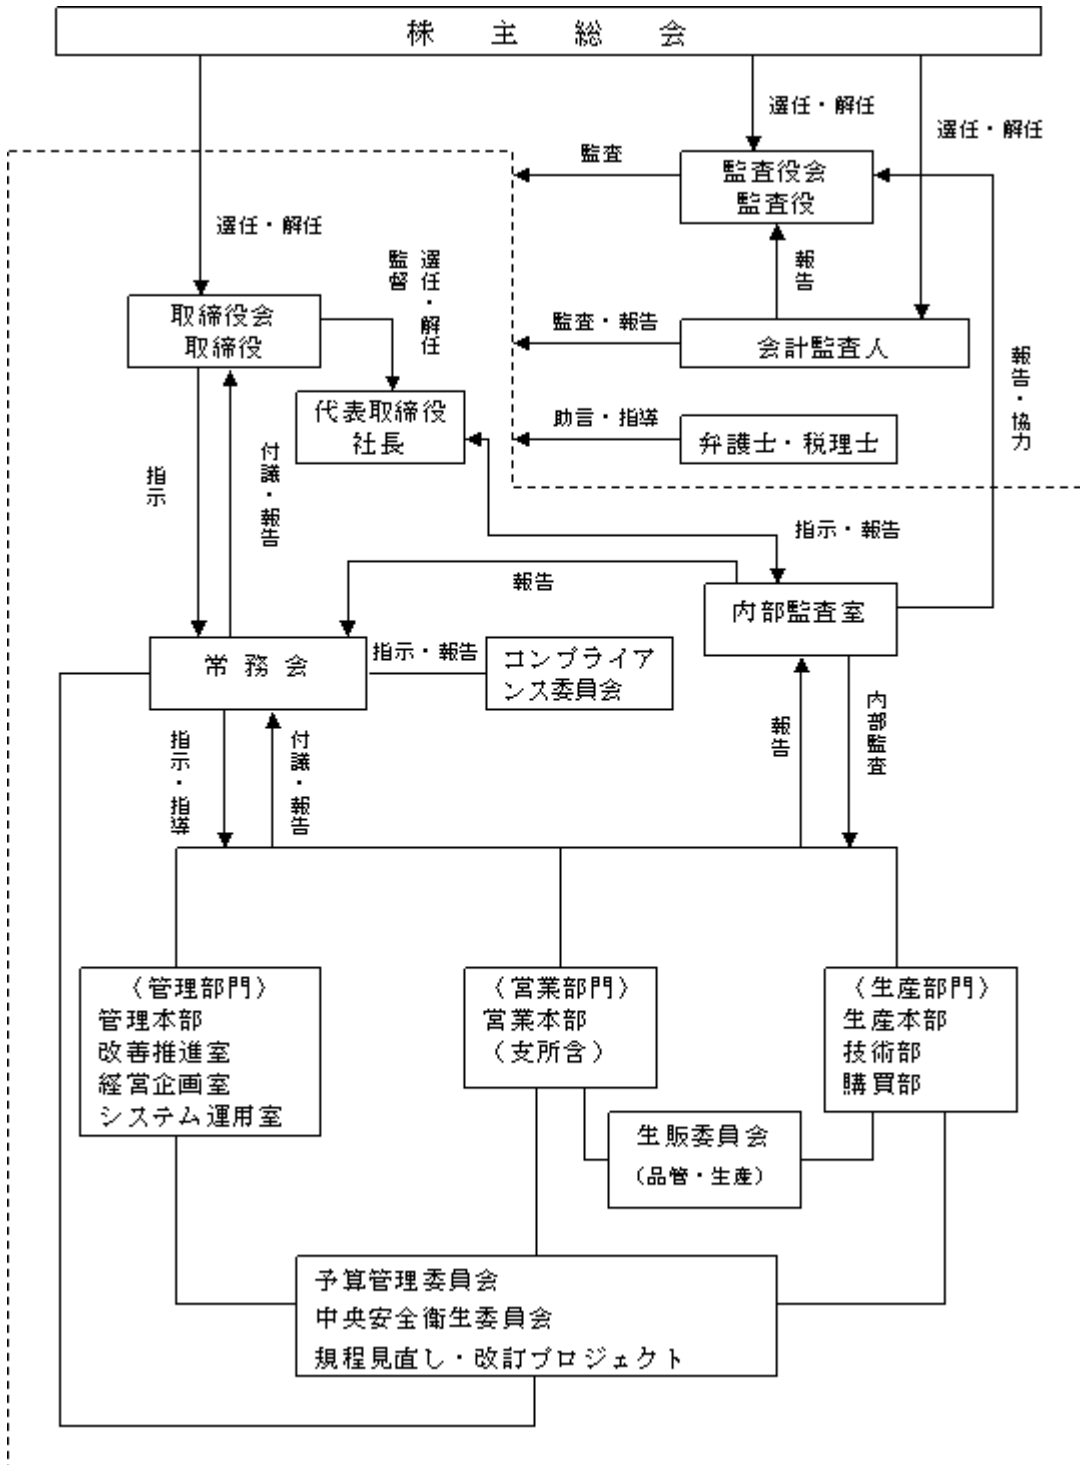 株 主 総 会
選任・解任
選任・解任
選任・解任
監査
監査役会
監査役
報告
監督
選任・解任
取締役会
取締役
監査・報告
会計監査人
報告・協力
代表取締役
社長
助言・指導
弁護士・税理士
指示
付議・報告
指示・報告
報告
内部監査室
常 務 会
指示・報告
コンプライア
ンス委員会
指示・指導
付議・報告
報告
内部監査
（管理部門）
管理本部
改善推進室
経営企画室
システム運用室
（営業部門）
営業本部
（支所含）
（生産部門）
生産本部
技術部
購買部
生販委員会
（品管・生産）
予算管理委員会
中央安全衛生委員会
規程見直し・改訂プロジェクト